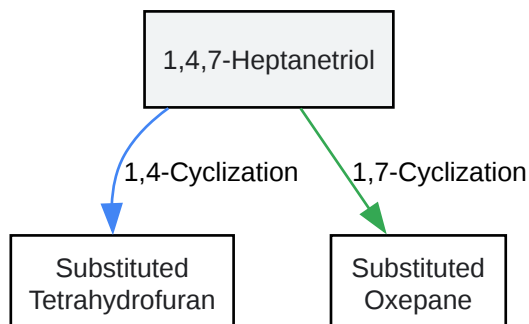 1,4,7-Heptanetriol
1,4-Cyclization
1,7-Cyclization
Substituted
Tetrahydrofuran
Substituted
Oxepane